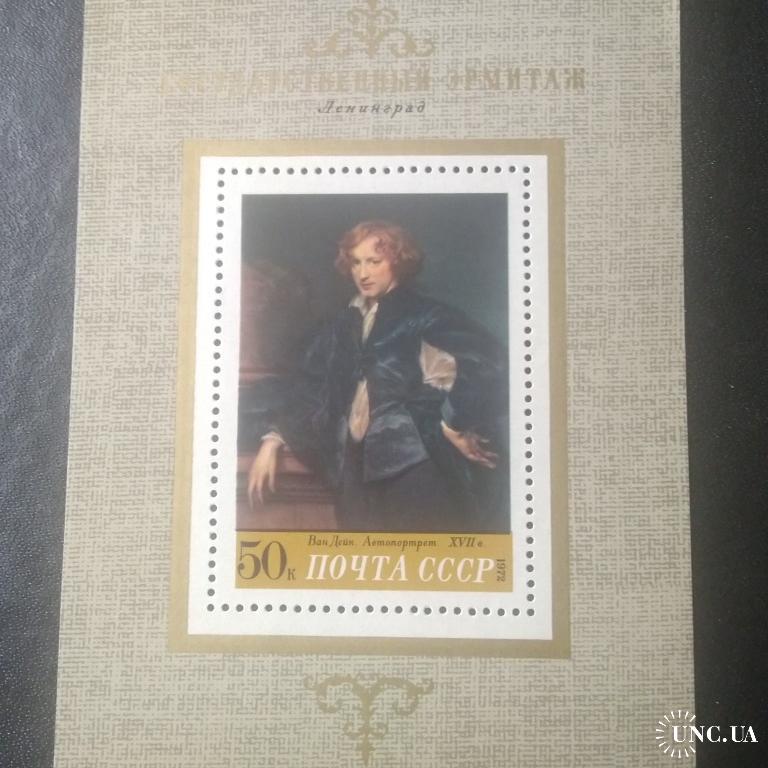 ГОСУДАРСТВЕННЫЙ ЭРМИТАЖ
Ленинград
Ван Дейк. Автопортрет XVII в.
50к ПОЧТА СССР 1972
UNC.UA